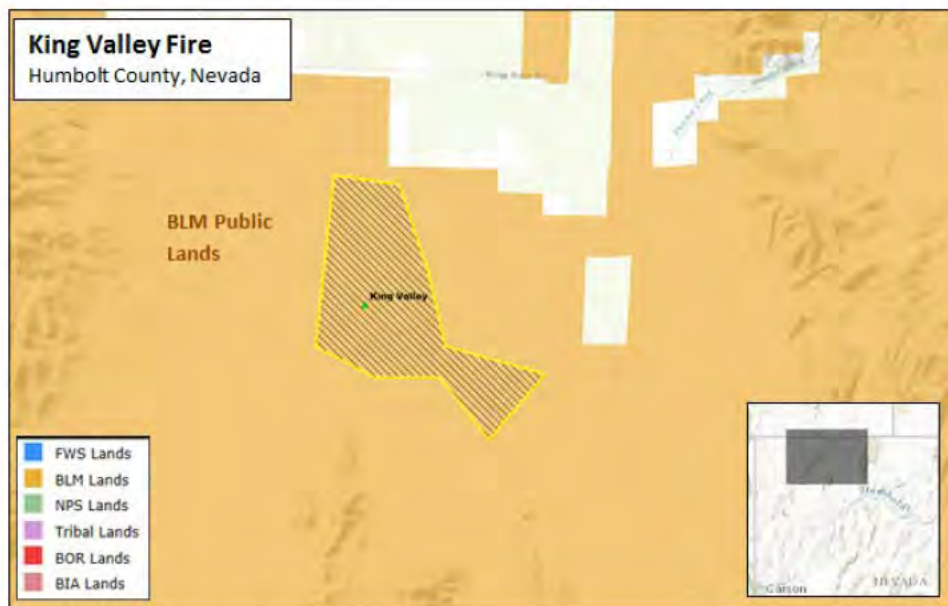 King Valley Fire
Humbolt County, Nevada
BLM Public
Lands
King Valley
FWS Lands
BLM Lands
NPS Lands
Tribal Lands
BOR Lands
BIA Lands
Humboldt
NEVADA
Carson